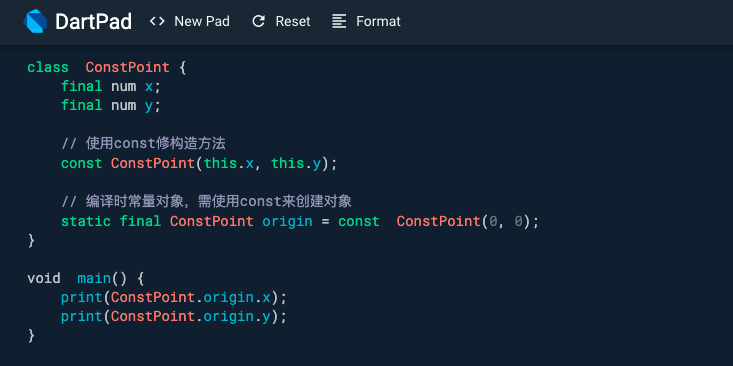 DartPad <> New Pad Reset Format
class  ConstPoint {
    final num x;
    final num y;

    // 使用const修构造方法
    const ConstPoint(this.x, this.y);

    // 编译时常量对象，需使用const来创建对象
    static final ConstPoint origin = const  ConstPoint(0, 0);
}

void  main() {
    print(ConstPoint.origin.x);
    print(ConstPoint.origin.y);
}